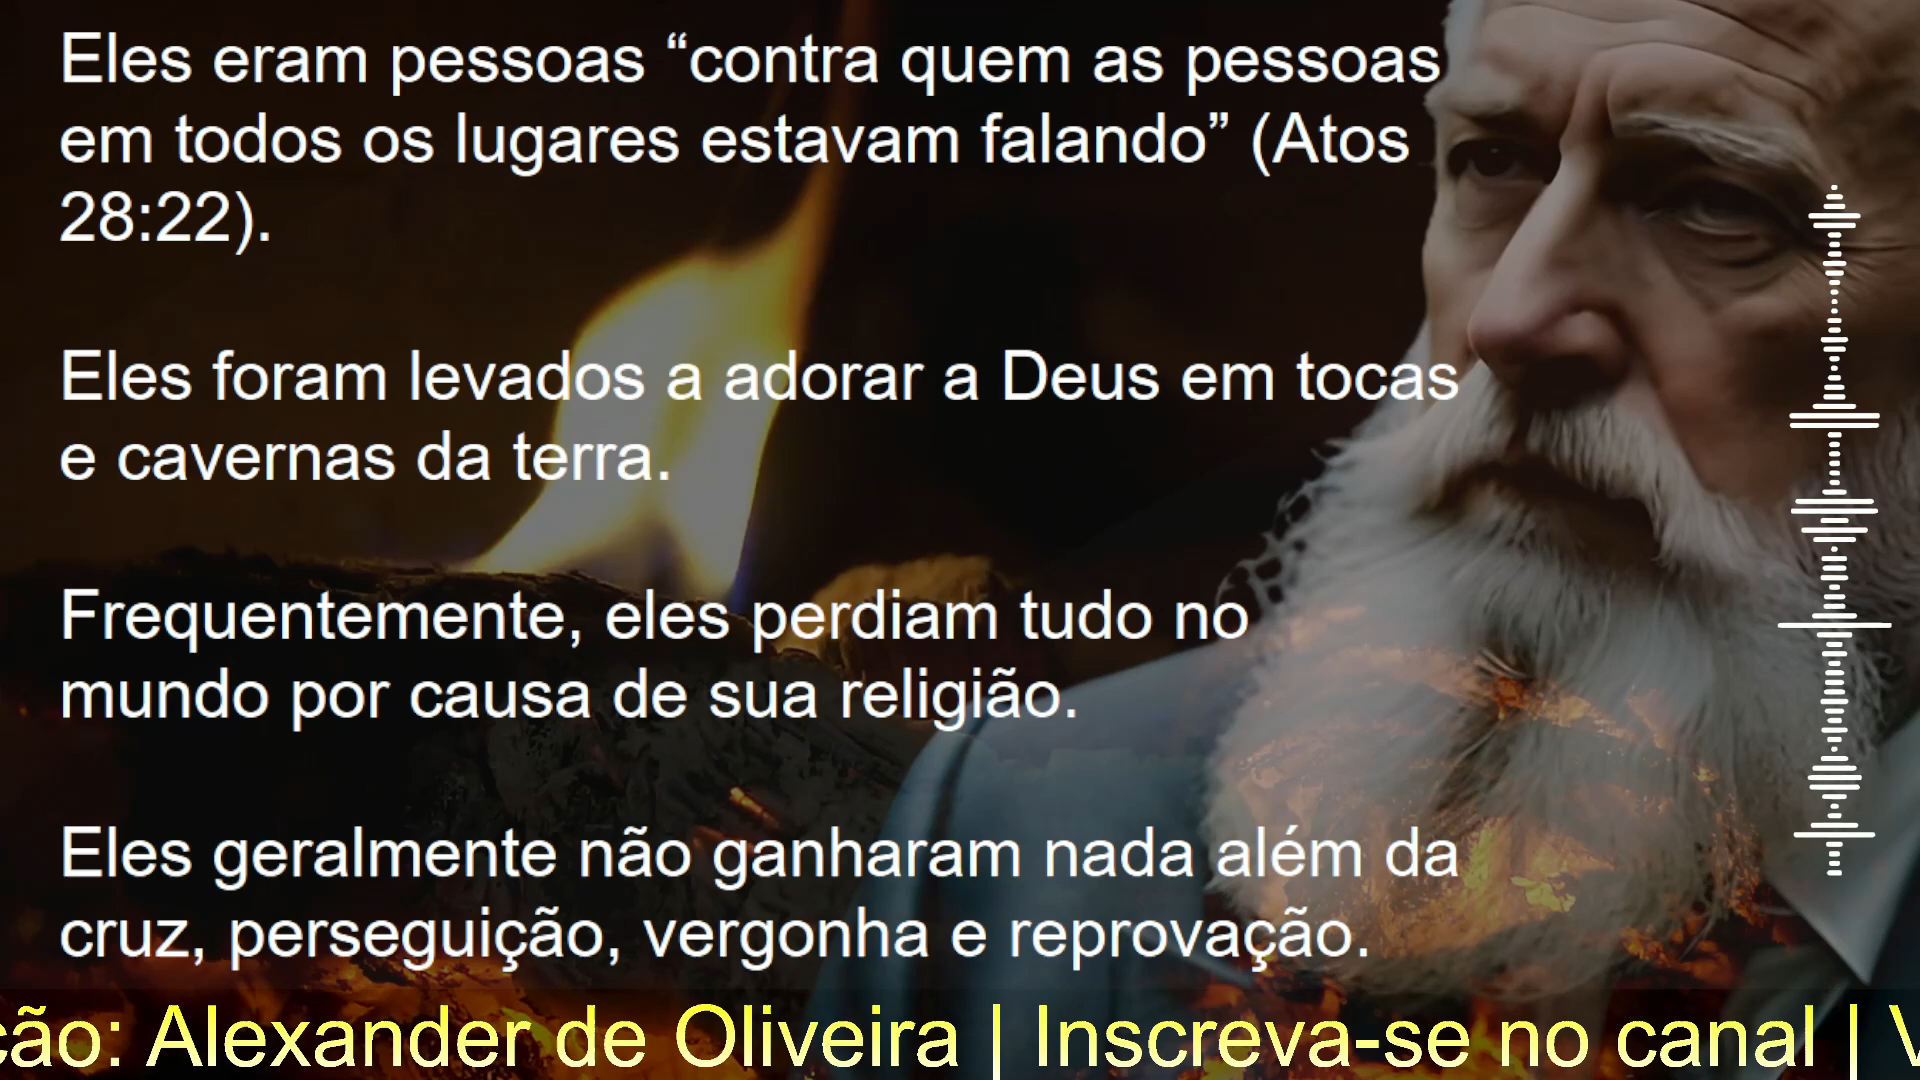 Eles eram pessoas “contra quem as pessoas
em todos os lugares estavam falando” (Atos
28:22).
Eles foram levados a adorar a Deus em tocas
e cavernas da terra.
Frequentemente, eles perdiam tudo no
mundo por causa de sua religião.
Eles geralmente não ganharam nada além da
cruz, perseguição, vergonha e reprovação.
ção: Alexander de Oliveira | Inscreva-se no canal |